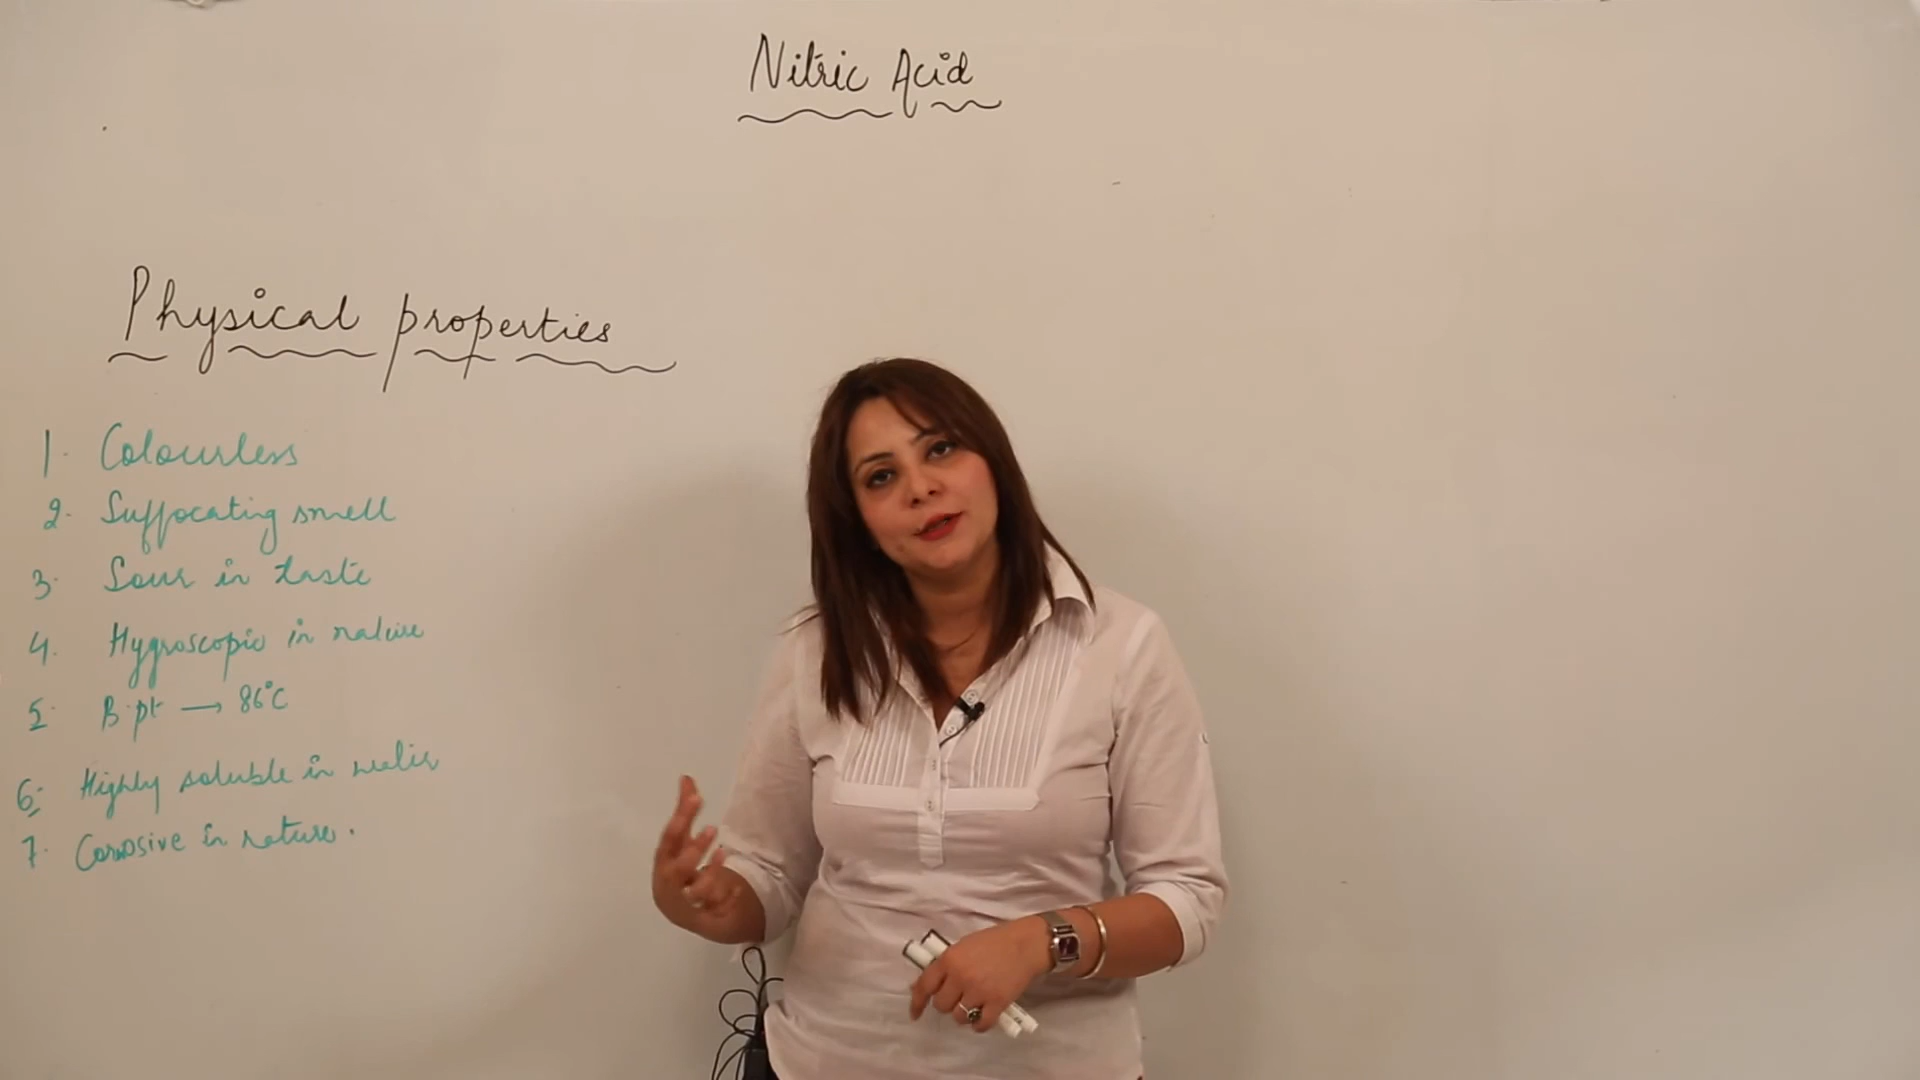 Nitric Acid
Physical properties
1. Colourless
2. Suffocating smell
3. Sour in taste
4. Hygroscopic in nature
5. B.pt → 86°C
6. Highly soluble in water
7. Corrosive in nature.